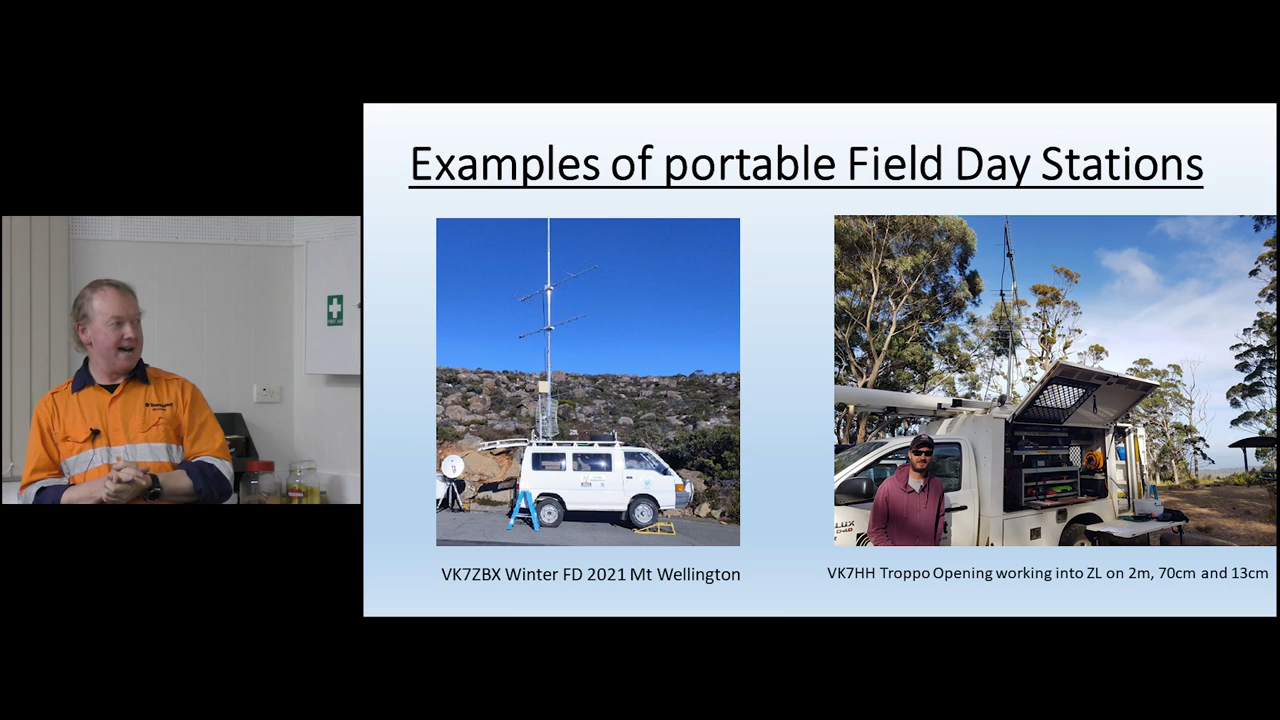 Examples of portable Field Day Stations
VK7ZBX Winter FD 2021 Mt Wellington
VK7HH Troppo Opening working into ZL on 2m, 70cm and 13cm